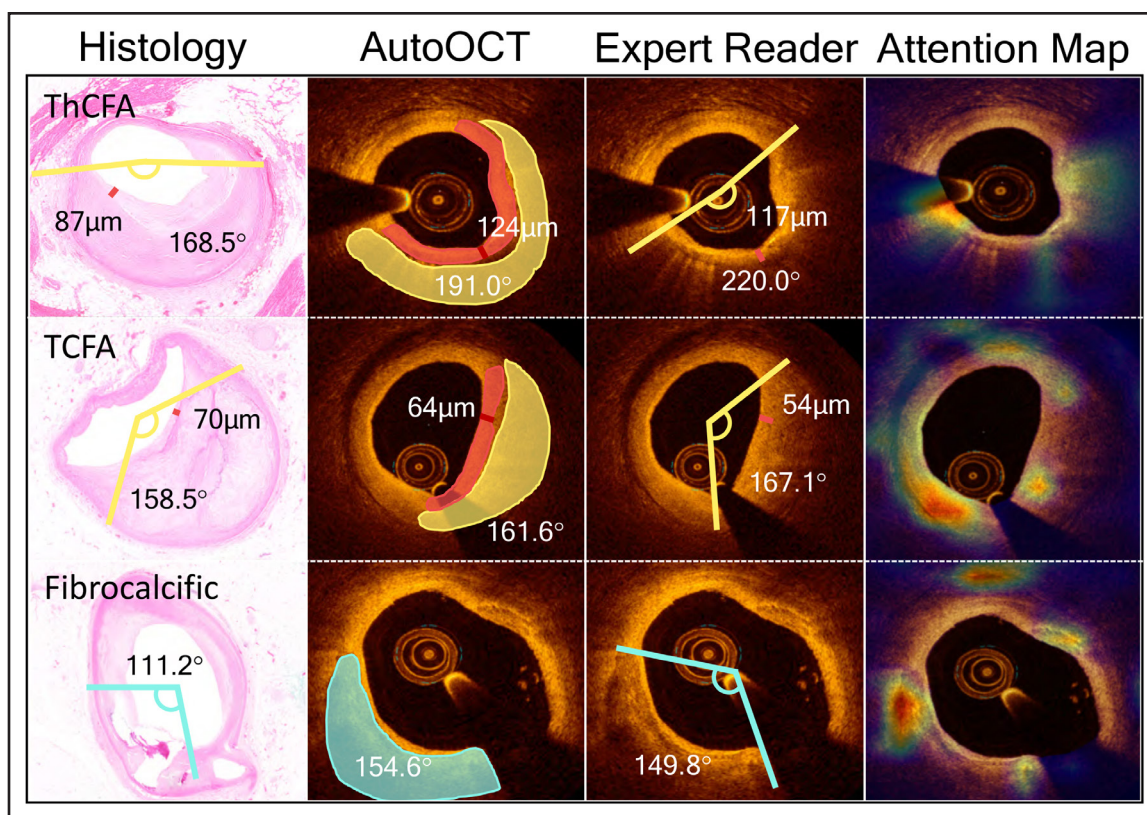 Histology AutoOCT Expert Reader Attention Map
ThCFA
87µm
168.5°
124µm
191.0°
117µm
220.0°
TCFA
70µm
158.5°
64µm
161.6°
54µm
167.1°
Fibrocalcific
111.2°
154.6°
149.8°